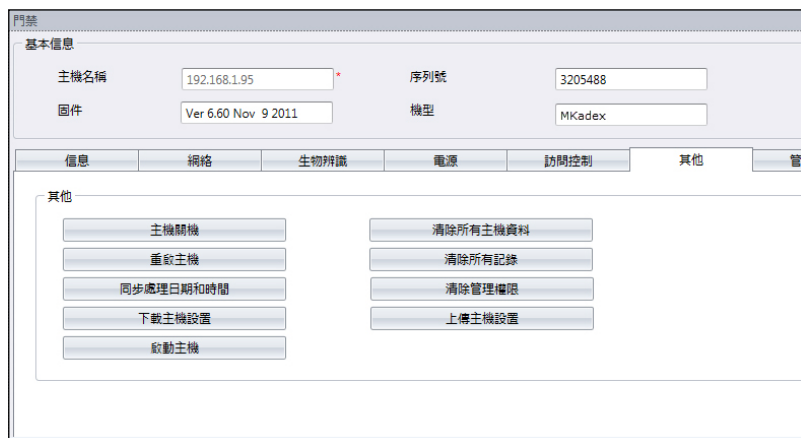 門禁
基本信息
主機名稱 192.168.1.95 * 序列號 3205488
固件 Ver 6.60 Nov 9 2011 機型 MKadex
信息 網絡 生物辨識 電源 訪問控制 其他 管
其他
主機關機 清除所有主機資料
重啟主機 清除所有記錄
同步處理日期和時間 清除管理權限
下載主機設置 上傳主機設置
啟動主機